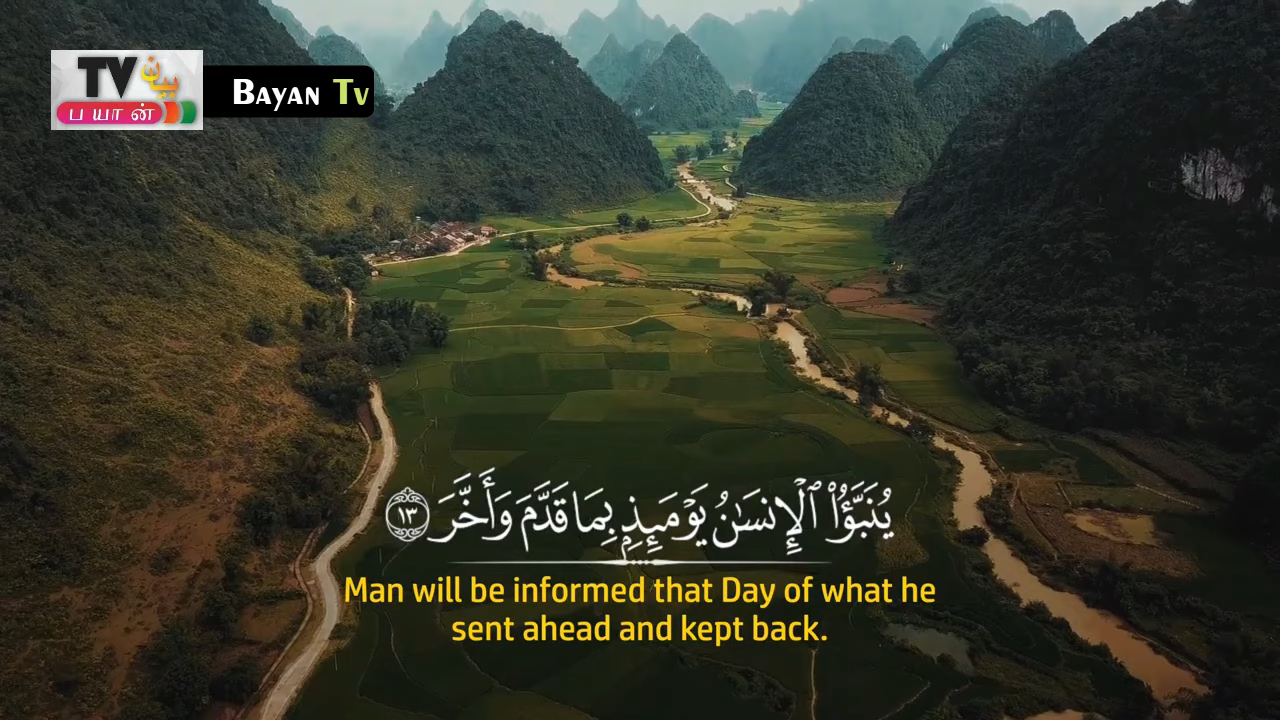 TV بيان
பயான்
Bayan Tv
يُنَبَّؤُا۟ ٱلْإِنسَـٰنُ يَوْمَئِذٍۭ بِمَا قَدَّمَ وَأَخَّرَ ١٣
Man will be informed that Day of what he
sent ahead and kept back.